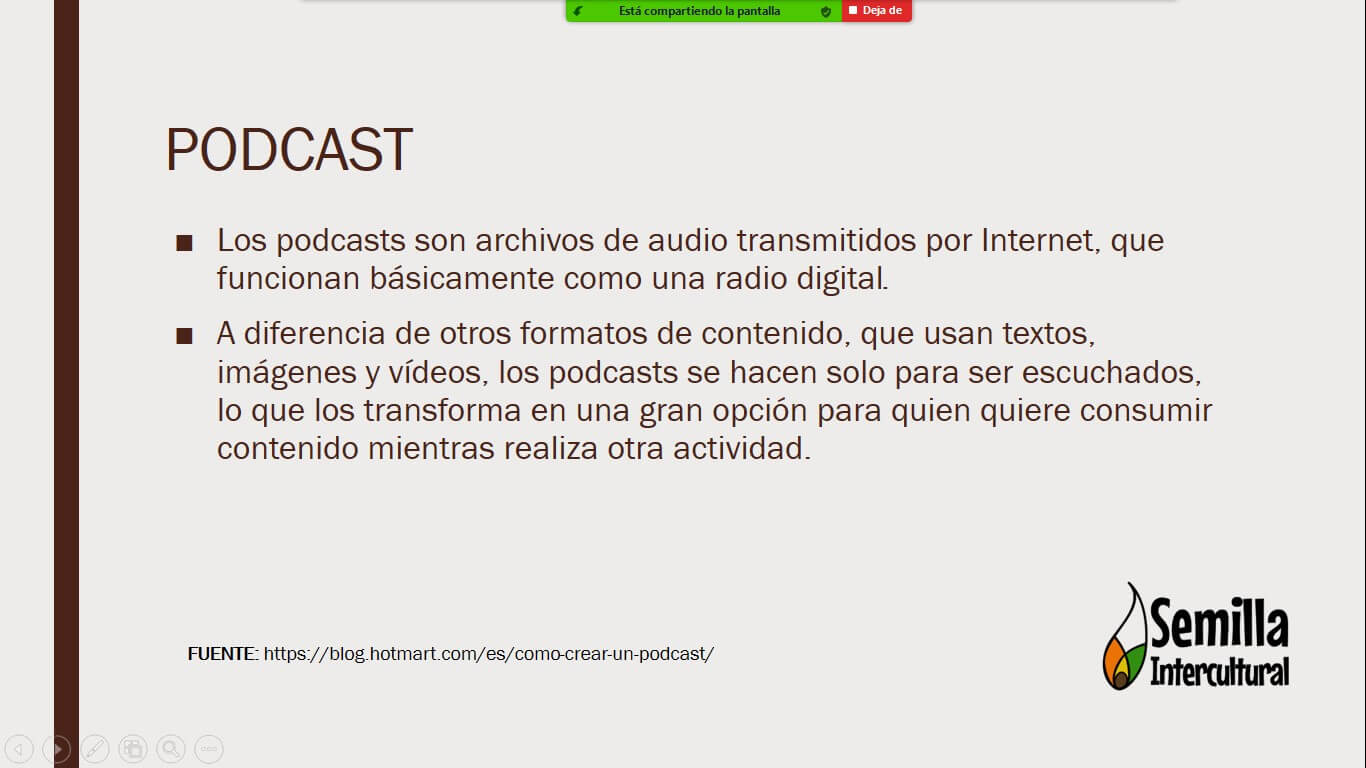 Está compartiendo la pantalla
Deja de
PODCAST
■ Los podcasts son archivos de audio transmitidos por Internet, que
funcionan básicamente como una radio digital.
■ A diferencia de otros formatos de contenido, que usan textos,
imágenes y vídeos, los podcasts se hacen solo para ser escuchados,
lo que los transforma en una gran opción para quien quiere consumir
contenido mientras realiza otra actividad.
Semilla
Intercultural
FUENTE: https://blog.hotmart.com/es/como-crear-un-podcast/